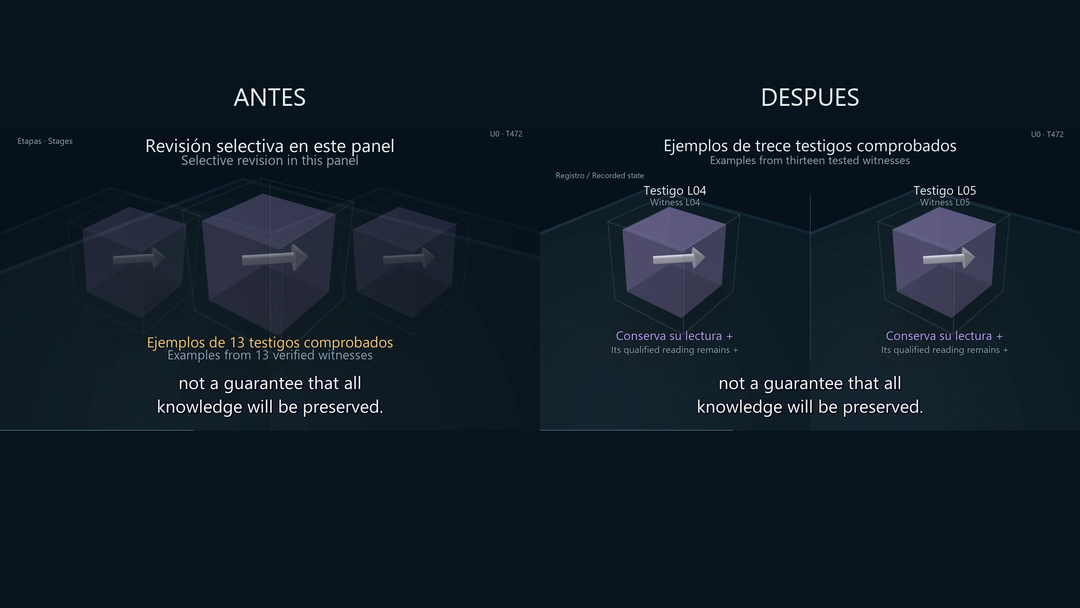 ANTES
Etapas · Stages
U0 · T472
Revisión selectiva en este panel
Selective revision in this panel
Ejemplos de 13 testigos comprobados
Examples from 13 verified witnesses
not a guarantee that all
knowledge will be preserved.
DESPUES
U0 · T472
Ejemplos de trece testigos comprobados
Examples from thirteen tested witnesses
Registro / Recorded state
Testigo L04
Witness L04
Testigo L05
Witness L05
Conserva su lectura +
Its qualified reading remains +
Conserva su lectura +
Its qualified reading remains +
not a guarantee that all
knowledge will be preserved.